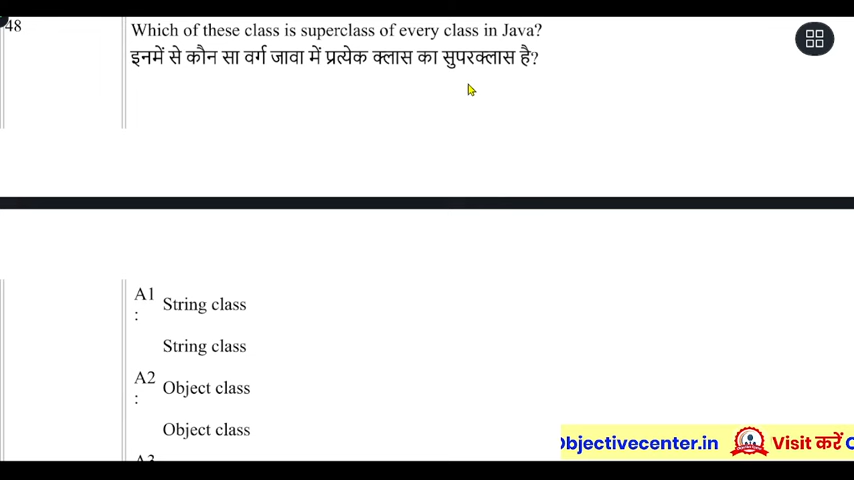 48
Which of these class is superclass of every class in Java?
इनमें से कौन सा वर्ग जावा में प्रत्येक क्लास का सुपरक्लास है?
A1
:
String class
String class
A2
:
Object class
Object class
A3
bjectivecenter.in
Visit करें